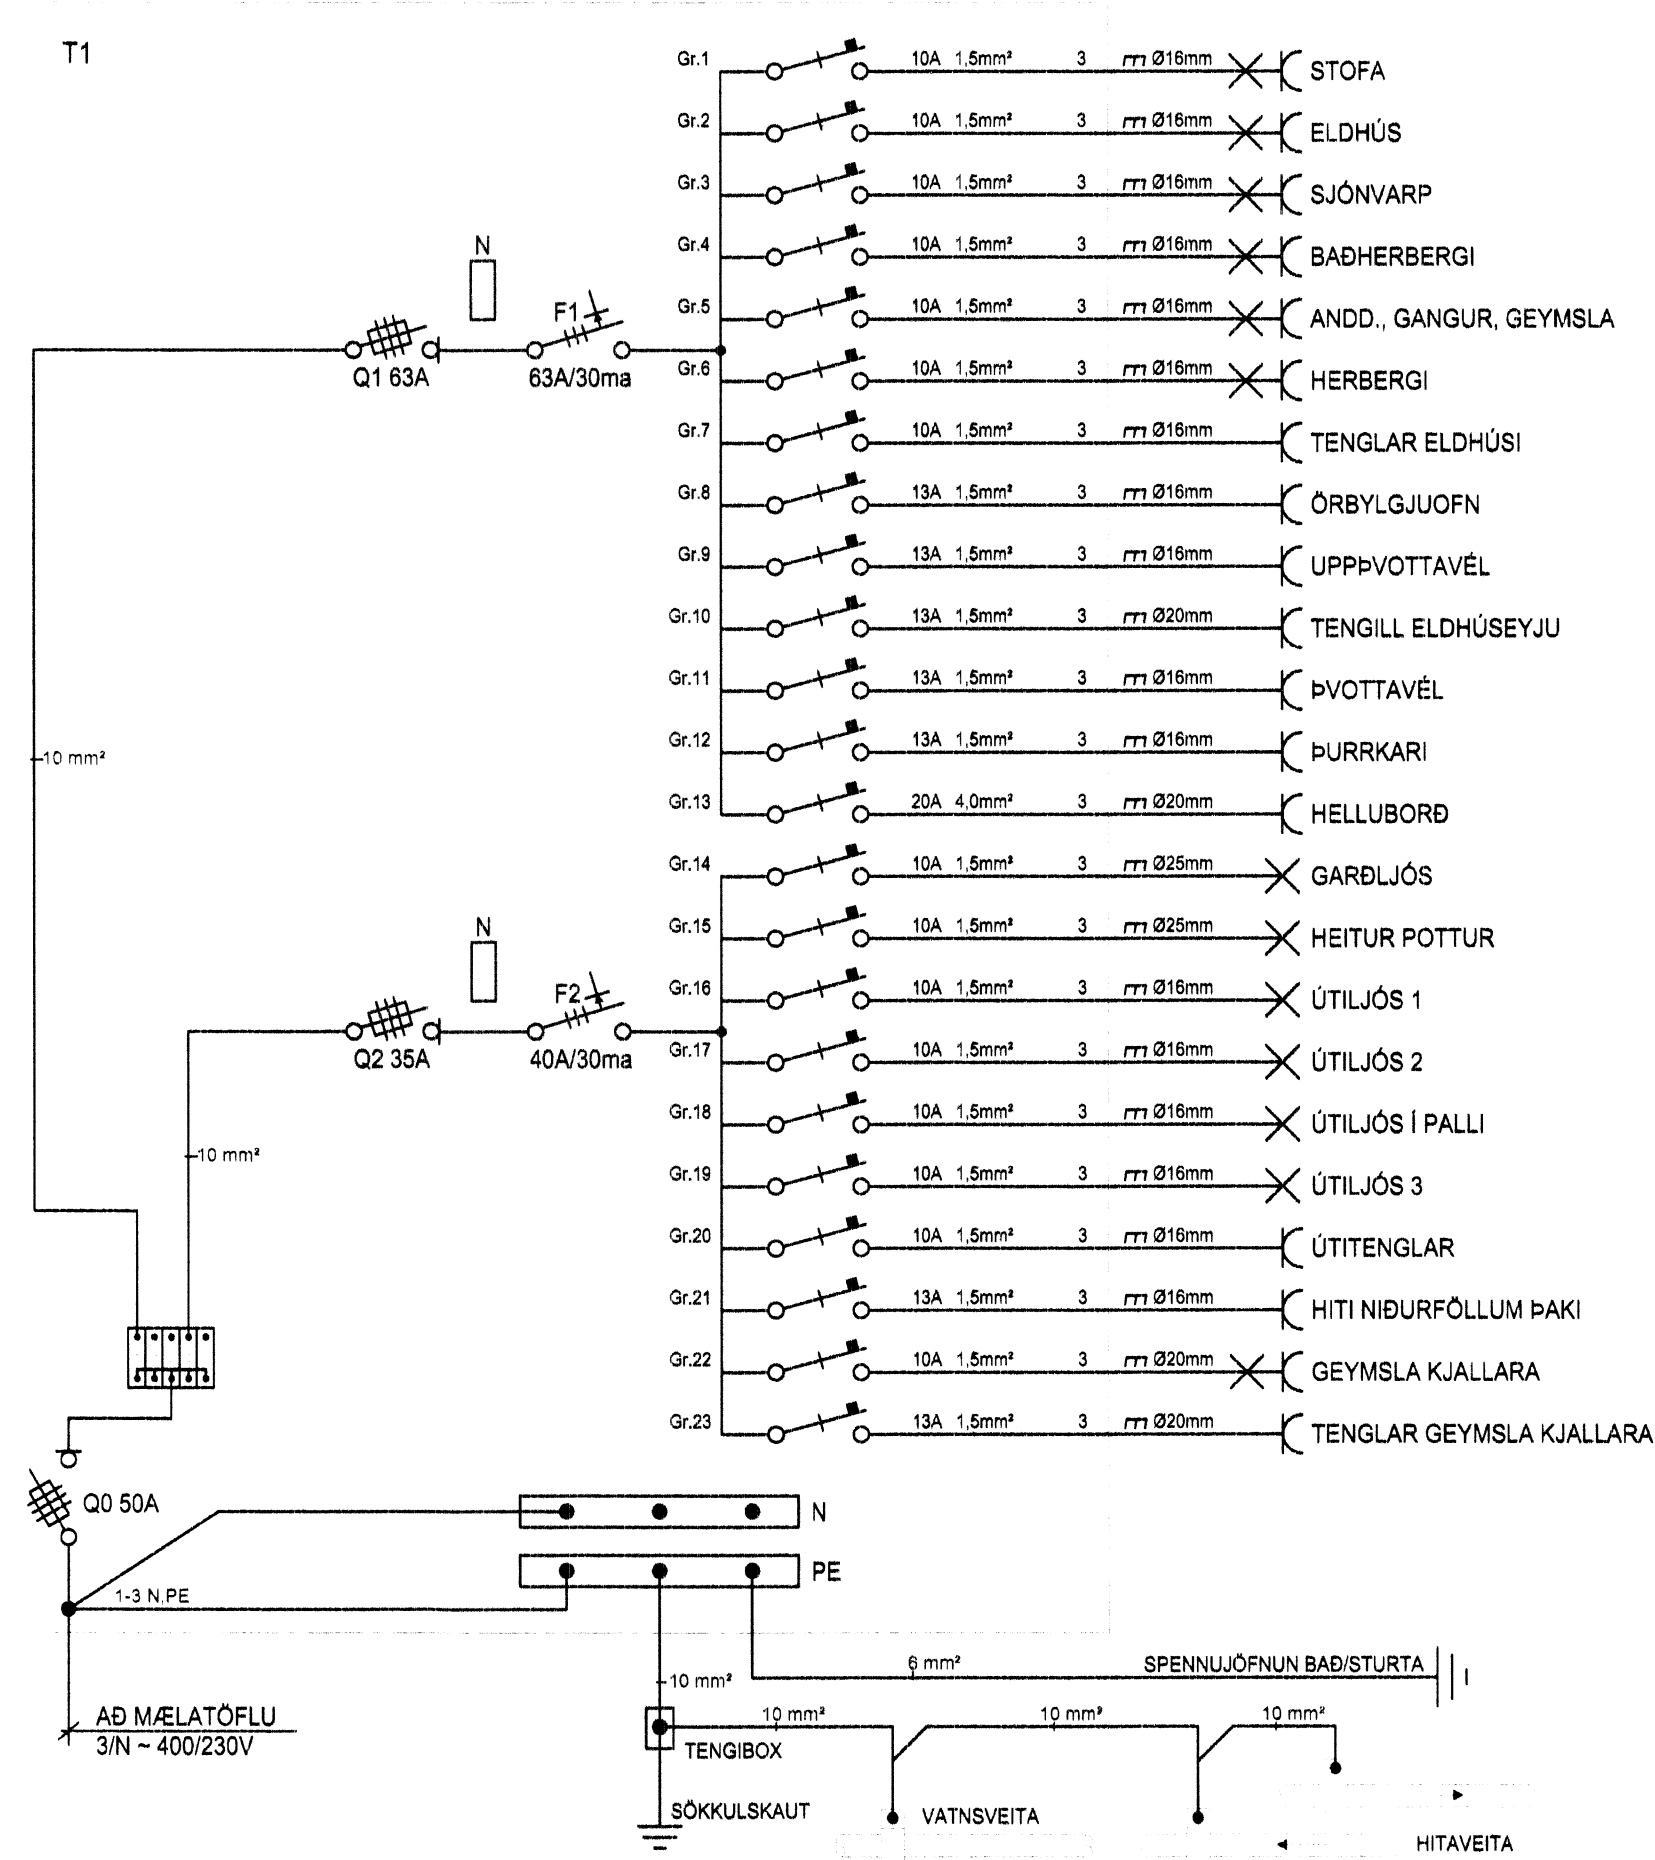 T1
Gr.1 10A 1,5mm² 3 Ø16mm STOFA
Gr.2 10A 1,5mm² 3 Ø16mm ELDHÚS
Gr.3 10A 1,5mm² 3 Ø16mm SJÓNVARP
Gr.4 10A 1,5mm² 3 Ø16mm BAÐHERBERGI
Gr.5 10A 1,5mm² 3 Ø16mm ANDD., GANGUR, GEYMSLA
Gr.6 10A 1,5mm² 3 Ø16mm HERBERGI
Gr.7 10A 1,5mm² 3 Ø16mm TENGLAR ELDHÚSI
Gr.8 13A 1,5mm² 3 Ø16mm ÖRBYLGJUOFN
Gr.9 13A 1,5mm² 3 Ø16mm UPPÞVOTTAVÉL
Gr.10 13A 1,5mm² 3 Ø20mm TENGILL ELDHÚSEYJU
Gr.11 13A 1,5mm² 3 Ø16mm ÞVOTTAVÉL
Gr.12 13A 1,5mm² 3 Ø16mm ÞURRKARI
Gr.13 20A 4,0mm² 3 Ø20mm HELLUBORÐ
N
F1
Q1 63A 63A/30ma
10 mm²
Gr.14 10A 1,5mm² 3 Ø25mm GARÐLJÓS
Gr.15 10A 1,5mm² 3 Ø25mm HEITUR POTTUR
Gr.16 10A 1,5mm² 3 Ø16mm ÚTILJÓS 1
Gr.17 10A 1,5mm² 3 Ø16mm ÚTILJÓS 2
Gr.18 10A 1,5mm² 3 Ø16mm ÚTILJÓS Í PALLI
Gr.19 10A 1,5mm² 3 Ø16mm ÚTILJÓS 3
Gr.20 10A 1,5mm² 3 Ø16mm ÚTITENGLAR
Gr.21 13A 1,5mm² 3 Ø16mm HITI NIÐURFÖLLUM ÞAKI
Gr.22 10A 1,5mm² 3 Ø20mm GEYMSLA KJALLARA
Gr.23 13A 1,5mm² 3 Ø20mm TENGLAR GEYMSLA KJALLARA
N
F2
Q2 35A 40A/30ma
10 mm²
Q0 50A
N
PE
1-3 N,PE
AÐ MÆLATÖFLU
3/N ~ 400/230V
10 mm²
6 mm²
SPENNUJÖFNUN BAÐ/STURTA
10 mm² 10 mm² 10 mm²
TENGIBOX
SÖKKULSKAUT
VATNSVEITA
HITAVEITA